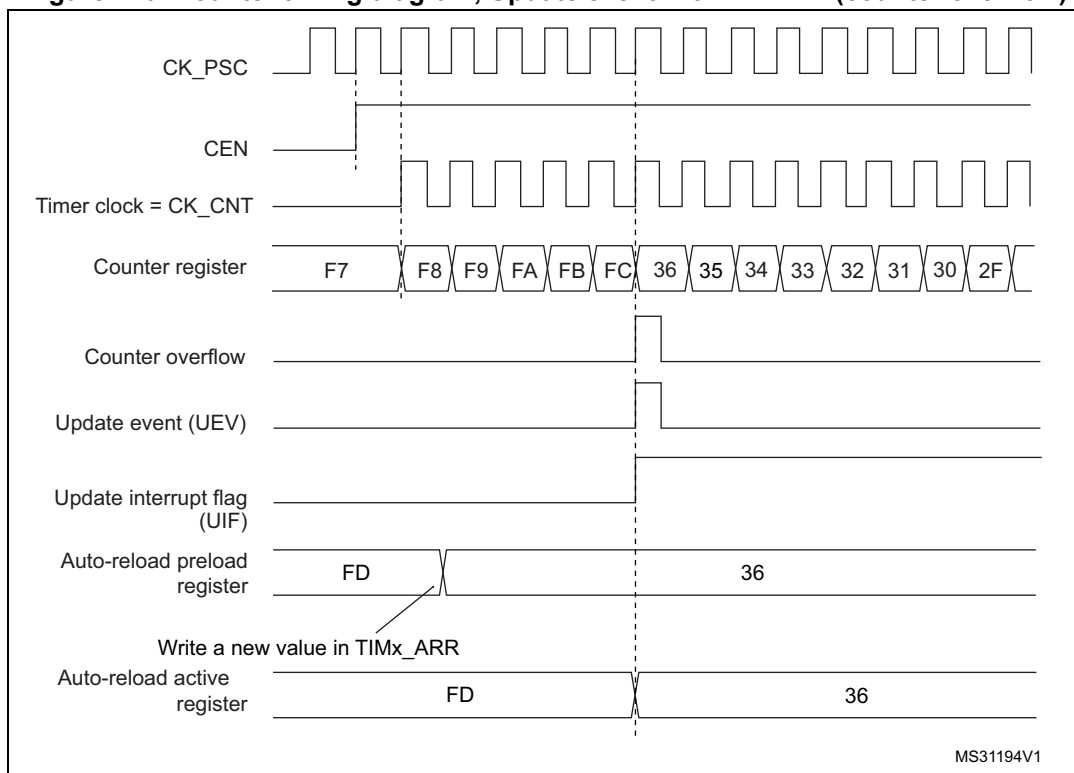 CK_PSC
CEN
Timer clock = CK_CNT
Counter register
F7 F8 F9 FA FB FC 36 35 34 33 32 31 30 2F
Counter overflow
Update event (UEV)
Update interrupt flag
(UIF)
Auto-reload preload
register
FD 36
Write a new value in TIMx_ARR
Auto-reload active
register
FD 36
MS31194V1